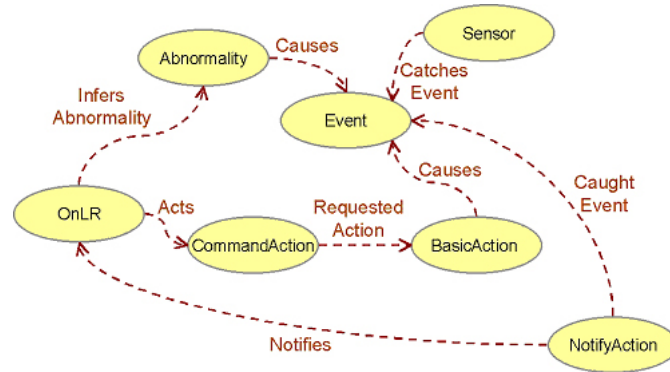 Sensor
Causes
Abnormality
Catches
Event
Infers
Abnormality
Event
Causes
Caught
Event
Acts
Requested
Action
OnLR
CommandAction
BasicAction
Notifies
NotifyAction